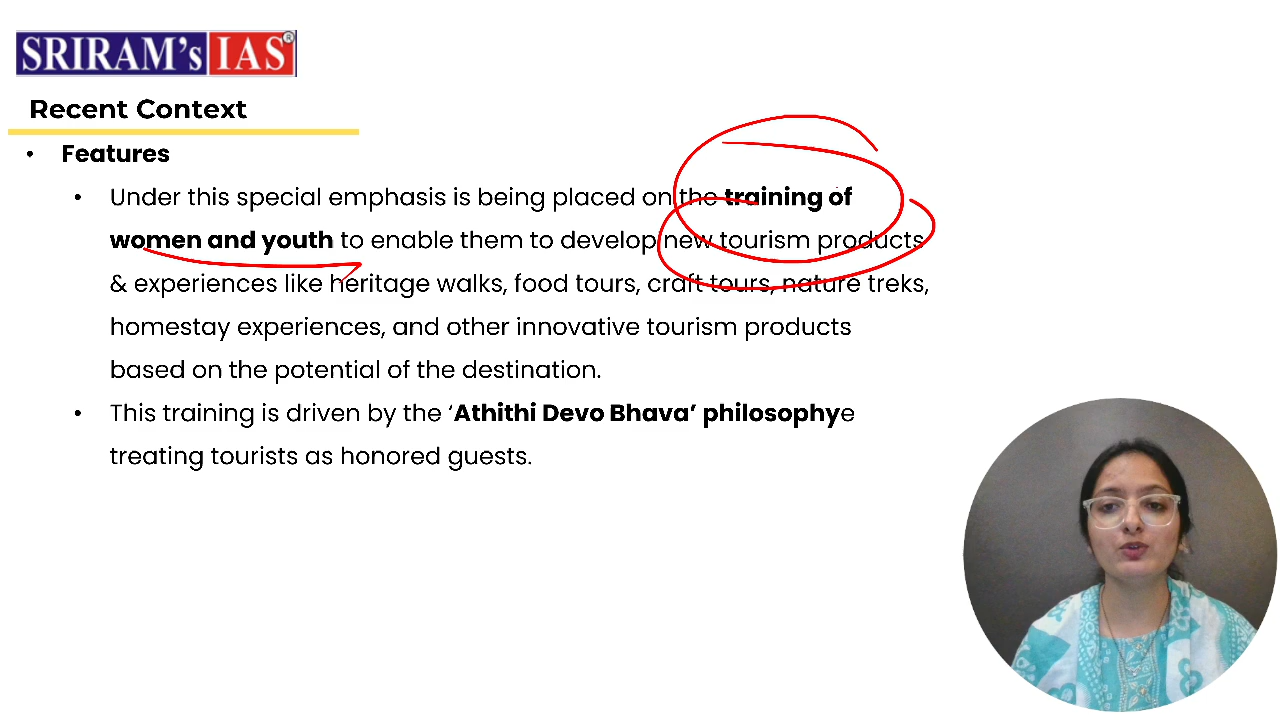 SRIRAM's IAS®
Recent Context
• Features
• Under this special emphasis is being placed on the training of
women and youth to enable them to develop new tourism products
& experiences like heritage walks, food tours, craft tours, nature treks,
homestay experiences, and other innovative tourism products
based on the potential of the destination.
• This training is driven by the ‘Athithi Devo Bhava’ philosophye
treating tourists as honored guests.